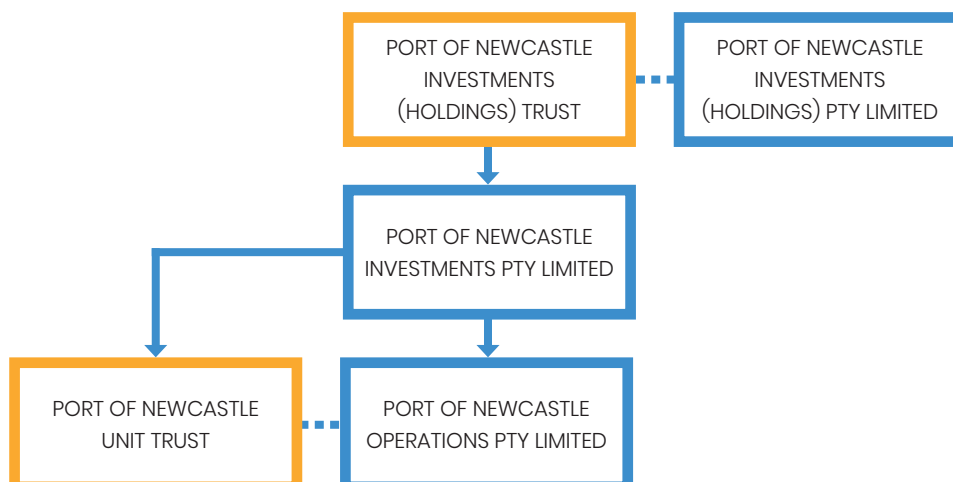 PORT OF NEWCASTLE
INVESTMENTS
(HOLDINGS) TRUST
PORT OF NEWCASTLE
INVESTMENTS
(HOLDINGS) PTY LIMITED
PORT OF NEWCASTLE
INVESTMENTS PTY LIMITED
PORT OF NEWCASTLE
UNIT TRUST
PORT OF NEWCASTLE
OPERATIONS PTY LIMITED